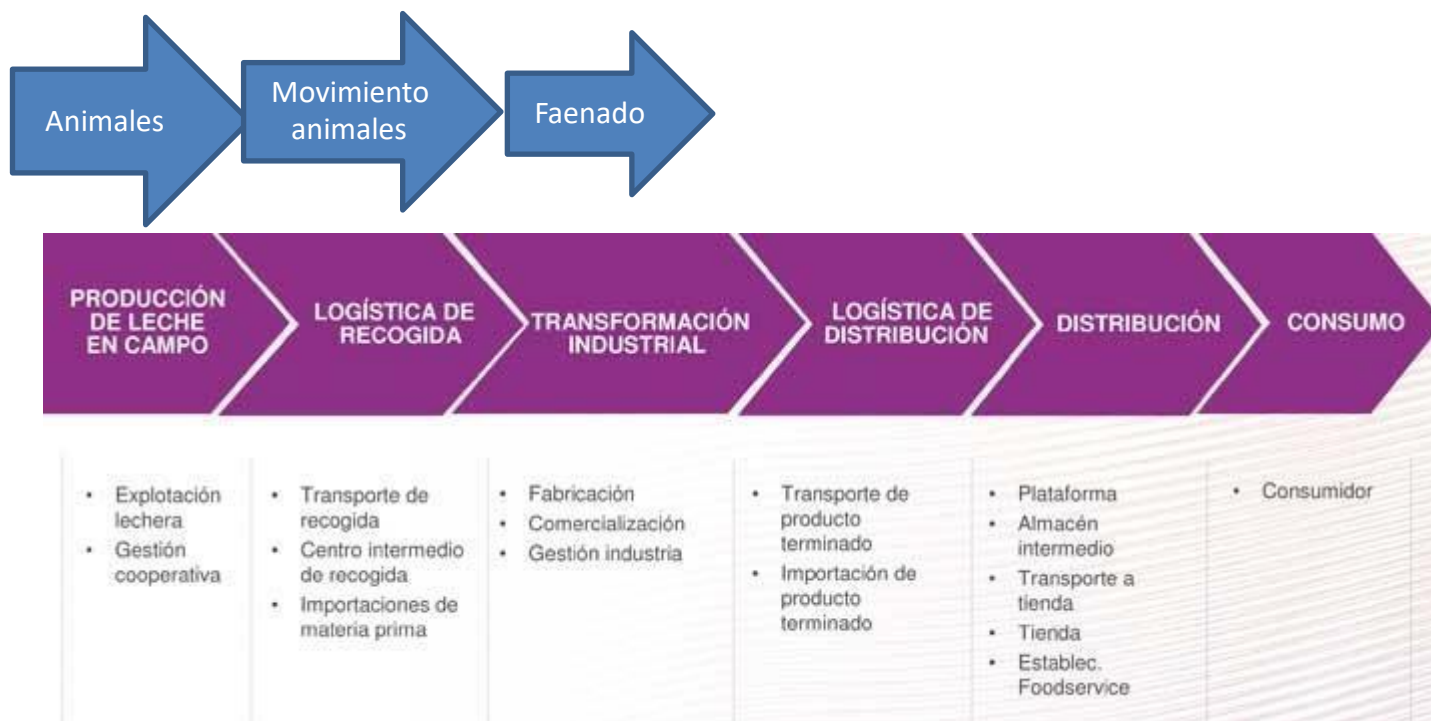 Animales
Movimiento
animales
Faenado
PRODUCCIÓN
DE LECHE
EN CAMPO
LOGÍSTICA DE
RECOGIDA
TRANSFORMACIÓN
INDUSTRIAL
LOGÍSTICA DE
DISTRIBUCIÓN
DISTRIBUCIÓN
CONSUMO
• Explotación
lechera
• Gestión
cooperativa
• Transporte de
recogida
• Centro intermedio
de recogida
• Importaciones de
materia prima
• Fabricación
• Comercialización
• Gestión industria
• Transporte de
producto
terminado
• Importación de
producto
terminado
• Plataforma
• Almacén
intermedio
• Transporte a
tienda
• Tienda
• Establec.
Foodservice
• Consumidor